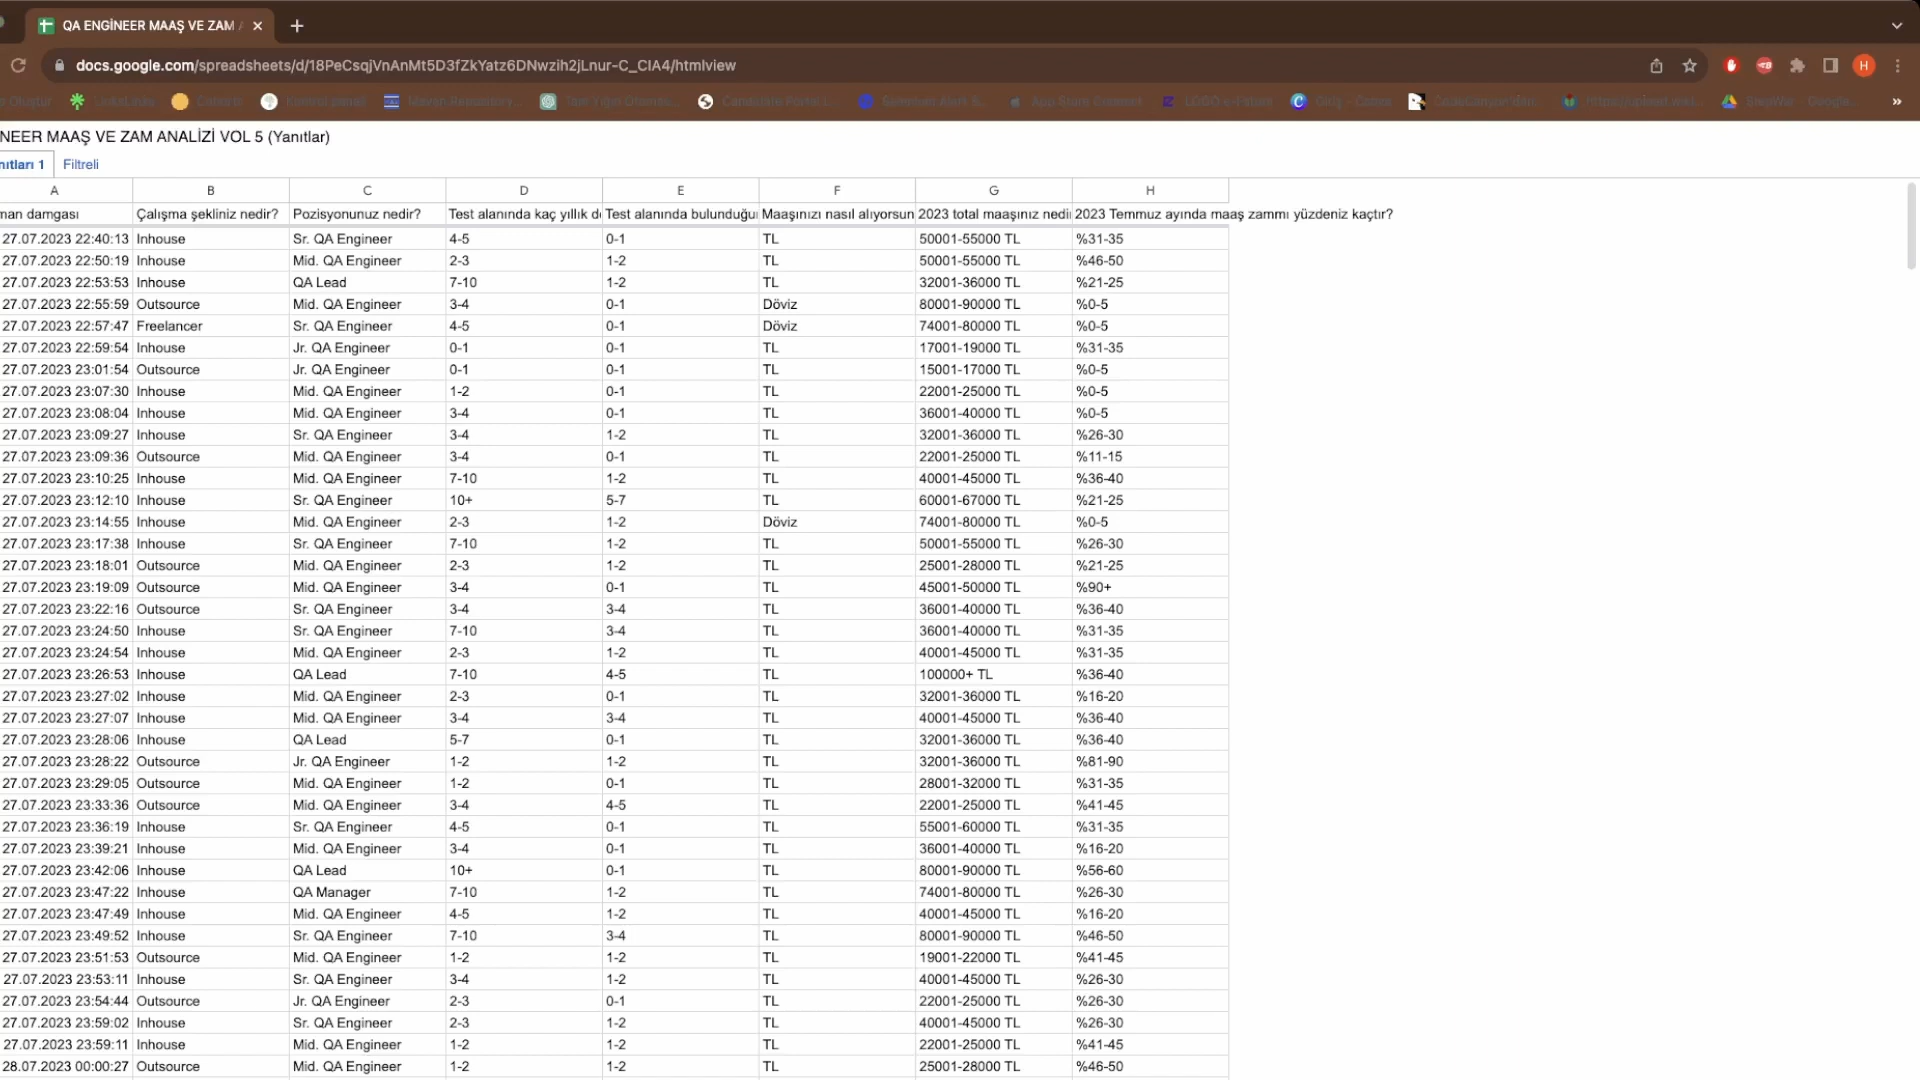 QA ENGİNEER MAAŞ VE ZAM
docs.google.com/spreadsheets/d/18PeCsqjVnAnMt5D3fZkYatz6DNwzih2jLnur-C_CIA4/htmlview
H
NEER MAAŞ VE ZAM ANALİZİ VOL 5 (Yanıtlar)
nıtları 1 Filtreli
A B C D E F G H
man damgası Çalışma şekliniz nedir? Pozisyonunuz nedir? Test alanında kaç yıllık d Test alanında bulunduğu Maaşınızı nasıl alıyorsun 2023 total maaşınız nedi 2023 Temmuz ayında maaş zammı yüzdeniz kaçtır?
27.07.2023 22:40:13 Inhouse Sr. QA Engineer 4-5 0-1 TL 50001-55000 TL %31-35
27.07.2023 22:50:19 Inhouse Mid. QA Engineer 2-3 1-2 TL 50001-55000 TL %46-50
27.07.2023 22:53:53 Inhouse QA Lead 7-10 1-2 TL 32001-36000 TL %21-25
27.07.2023 22:55:59 Outsource Mid. QA Engineer 3-4 0-1 Döviz 80001-90000 TL %0-5
27.07.2023 22:57:47 Freelancer Sr. QA Engineer 4-5 0-1 Döviz 74001-80000 TL %0-5
27.07.2023 22:59:54 Inhouse Jr. QA Engineer 0-1 0-1 TL 17001-19000 TL %31-35
27.07.2023 23:01:54 Outsource Jr. QA Engineer 0-1 0-1 TL 15001-17000 TL %0-5
27.07.2023 23:07:30 Inhouse Mid. QA Engineer 1-2 0-1 TL 22001-25000 TL %0-5
27.07.2023 23:08:04 Inhouse Mid. QA Engineer 3-4 0-1 TL 36001-40000 TL %0-5
27.07.2023 23:09:27 Inhouse Sr. QA Engineer 3-4 1-2 TL 32001-36000 TL %26-30
27.07.2023 23:09:36 Outsource Mid. QA Engineer 3-4 0-1 TL 22001-25000 TL %11-15
27.07.2023 23:10:25 Inhouse Mid. QA Engineer 7-10 1-2 TL 40001-45000 TL %36-40
27.07.2023 23:12:10 Inhouse Sr. QA Engineer 10+ 5-7 TL 60001-67000 TL %21-25
27.07.2023 23:14:55 Inhouse Mid. QA Engineer 2-3 1-2 Döviz 74001-80000 TL %0-5
27.07.2023 23:17:38 Inhouse Sr. QA Engineer 7-10 1-2 TL 50001-55000 TL %26-30
27.07.2023 23:18:01 Outsource Mid. QA Engineer 2-3 1-2 TL 25001-28000 TL %21-25
27.07.2023 23:19:09 Outsource Mid. QA Engineer 3-4 0-1 TL 45001-50000 TL %90+
27.07.2023 23:22:16 Outsource Sr. QA Engineer 3-4 3-4 TL 36001-40000 TL %36-40
27.07.2023 23:24:50 Inhouse Sr. QA Engineer 7-10 3-4 TL 36001-40000 TL %31-35
27.07.2023 23:24:54 Inhouse Mid. QA Engineer 2-3 1-2 TL 40001-45000 TL %31-35
27.07.2023 23:26:53 Inhouse QA Lead 7-10 4-5 TL 100000+ TL %36-40
27.07.2023 23:27:02 Inhouse Mid. QA Engineer 2-3 0-1 TL 32001-36000 TL %16-20
27.07.2023 23:27:07 Inhouse Mid. QA Engineer 3-4 3-4 TL 40001-45000 TL %36-40
27.07.2023 23:28:06 Inhouse QA Lead 5-7 0-1 TL 32001-36000 TL %36-40
27.07.2023 23:28:22 Outsource Jr. QA Engineer 1-2 1-2 TL 32001-36000 TL %81-90
27.07.2023 23:29:05 Outsource Mid. QA Engineer 1-2 0-1 TL 28001-32000 TL %31-35
27.07.2023 23:33:36 Outsource Mid. QA Engineer 3-4 4-5 TL 22001-25000 TL %41-45
27.07.2023 23:36:19 Inhouse Sr. QA Engineer 4-5 0-1 TL 55001-60000 TL %31-35
27.07.2023 23:39:21 Inhouse Mid. QA Engineer 3-4 0-1 TL 36001-40000 TL %16-20
27.07.2023 23:42:06 Inhouse QA Lead 10+ 0-1 TL 80001-90000 TL %56-60
27.07.2023 23:47:22 Inhouse QA Manager 7-10 1-2 TL 74001-80000 TL %26-30
27.07.2023 23:47:49 Inhouse Mid. QA Engineer 4-5 1-2 TL 40001-45000 TL %16-20
27.07.2023 23:49:52 Inhouse Sr. QA Engineer 7-10 3-4 TL 80001-90000 TL %46-50
27.07.2023 23:51:53 Outsource Mid. QA Engineer 1-2 1-2 TL 19001-22000 TL %41-45
27.07.2023 23:53:11 Inhouse Sr. QA Engineer 3-4 1-2 TL 40001-45000 TL %26-30
27.07.2023 23:54:44 Outsource Jr. QA Engineer 2-3 0-1 TL 22001-25000 TL %26-30
27.07.2023 23:59:02 Inhouse Sr. QA Engineer 2-3 1-2 TL 40001-45000 TL %26-30
27.07.2023 23:59:11 Inhouse Mid. QA Engineer 1-2 1-2 TL 22001-25000 TL %41-45
28.07.2023 00:00:27 Outsource Mid. QA Engineer 1-2 1-2 TL 25001-28000 TL %46-50